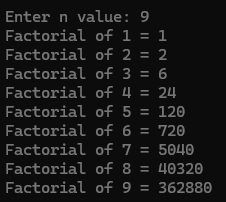 Enter n value: 9
Factorial of 1 = 1
Factorial of 2 = 2
Factorial of 3 = 6
Factorial of 4 = 24
Factorial of 5 = 120
Factorial of 6 = 720
Factorial of 7 = 5040
Factorial of 8 = 40320
Factorial of 9 = 362880